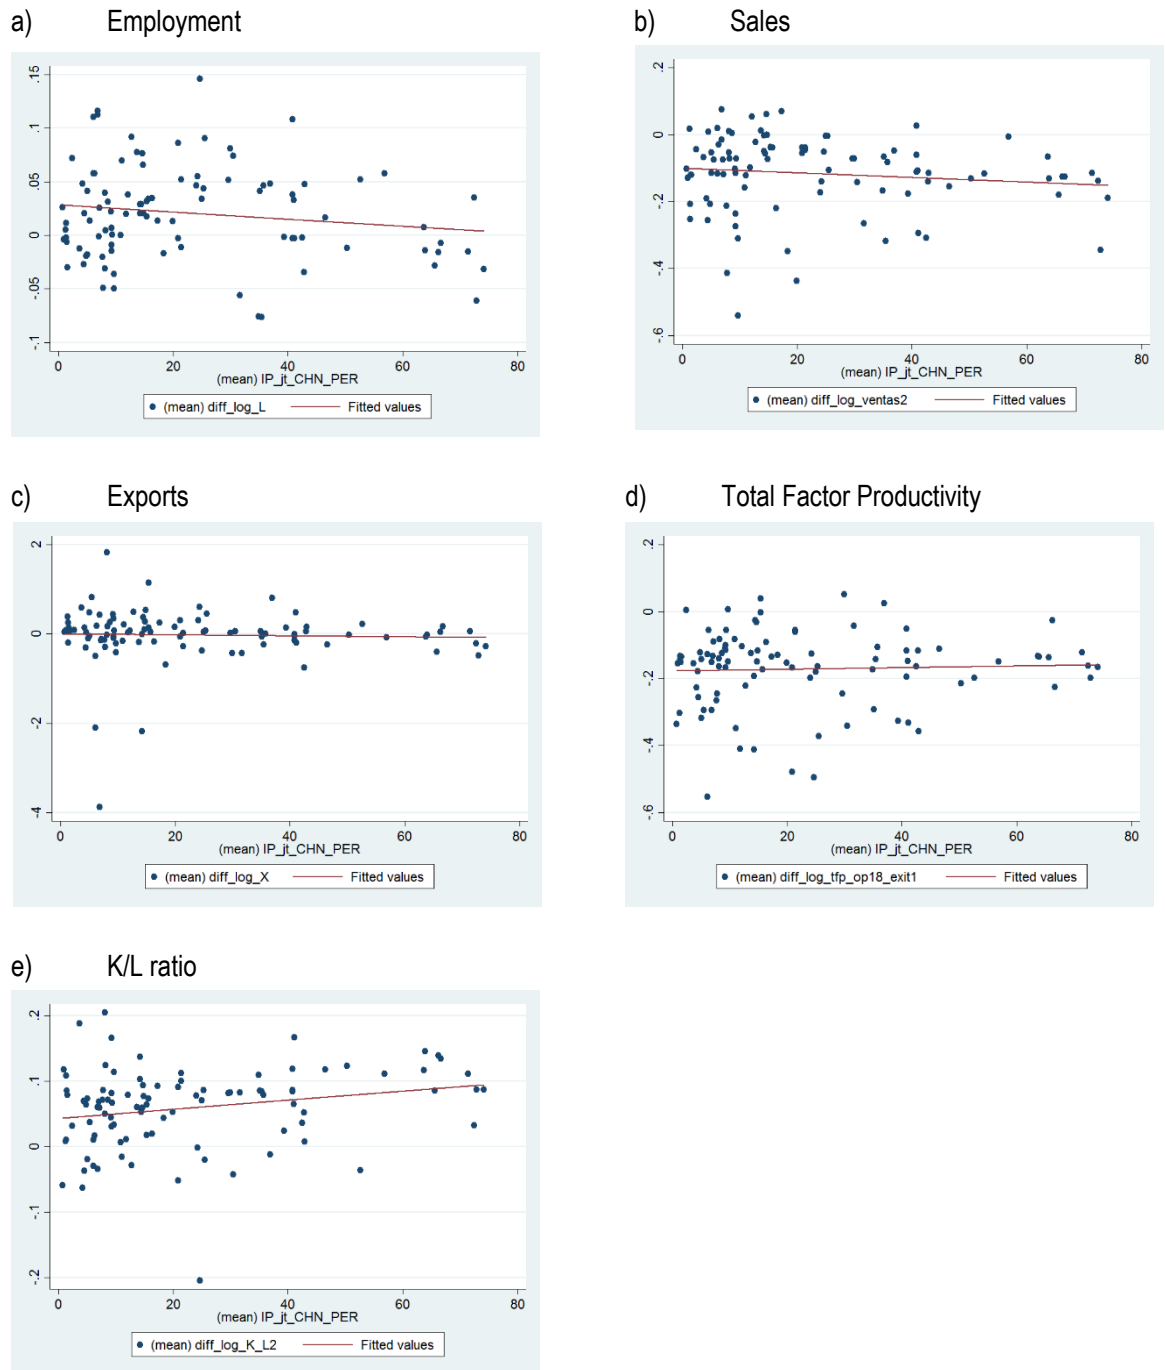 a) Employment
.15
.1
.05
0
-.05
-.1
0 20 40 60 80
(mean) IP_jt_CHN_PER
(mean) diff_log_L Fitted values
b) Sales
.2
0
-.2
-.4
-.6
0 20 40 60 80
(mean) IP_jt_CHN_PER
(mean) diff_log_ventas2 Fitted values
c) Exports
2
0
-2
-4
0 20 40 60 80
(mean) IP_jt_CHN_PER
(mean) diff_log_X Fitted values
d) Total Factor Productivity
.2
0
-.2
-.4
-.6
0 20 40 60 80
(mean) IP_jt_CHN_PER
(mean) diff_log_tfp_op18_exit1 Fitted values
e) K/L ratio
.2
.1
0
-.1
-.2
0 20 40 60 80
(mean) IP_jt_CHN_PER
(mean) diff_log_K_L2 Fitted values